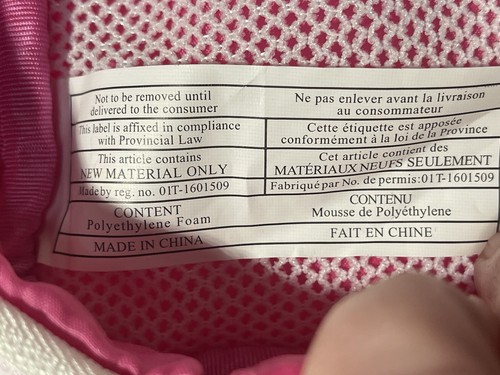 Not to be removed until
delivered to the consumer
This label is affixed in compliance
with Provincial Law
This article contains
NEW MATERIAL ONLY
Made by reg. no. 01T-1601509
CONTENT
Polyethylene Foam
MADE IN CHINA
Ne pas enlever avant la livraison
au consommateur
Cette étiquette est apposée
conformément à la loi de la Province
Cet article contient des
MATÉRIAUX NEUFS SEULEMENT
Fabriqué par No. de permis:01T-1601509
CONTENU
Mousse de Polyéthylene
FAIT EN CHINE